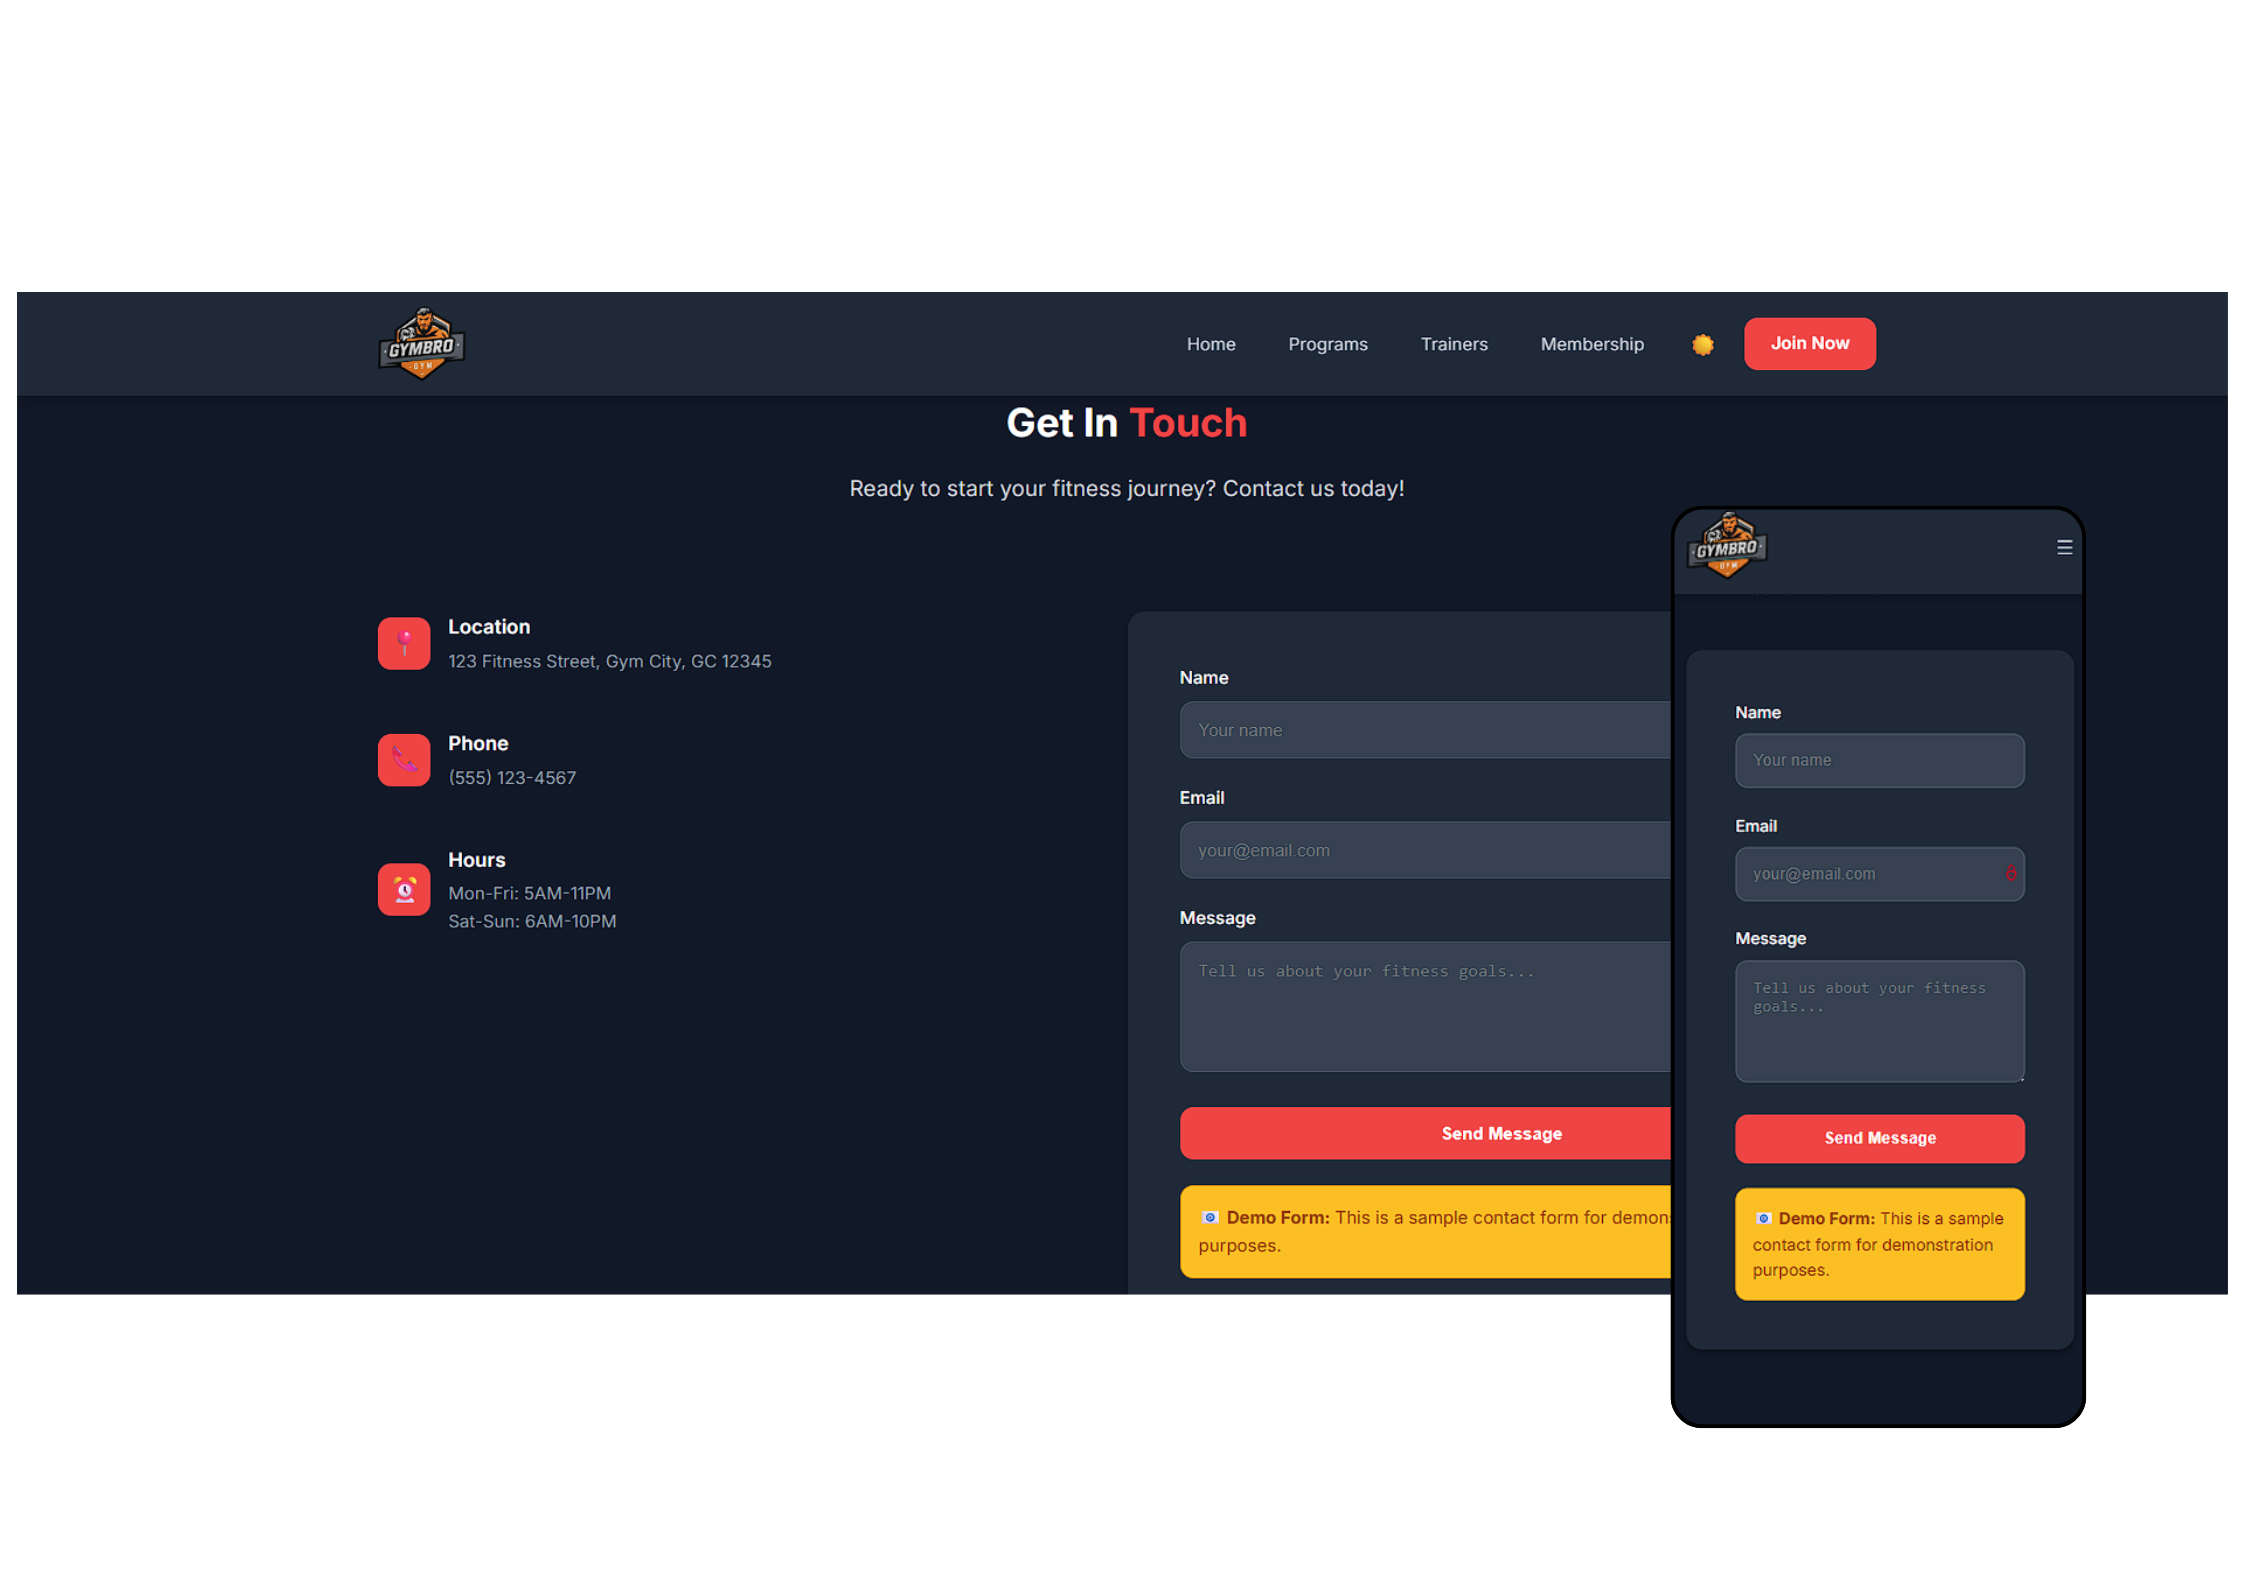 GYMBRO
GYM
Home Programs Trainers Membership Join Now
Get In Touch
Ready to start your fitness journey? Contact us today!
Location
123 Fitness Street, Gym City, GC 12345
Phone
(555) 123-4567
Hours
Mon-Fri: 5AM-11PM
Sat-Sun: 6AM-10PM
Name
Your name
Email
your@email.com
Message
Tell us about your fitness goals...
Send Message
Demo Form: This is a sample contact form for demons
purposes.
GYMBRO
GYM
Name
Your name
Email
your@email.com
Message
Tell us about your fitness
goals...
Send Message
Demo Form: This is a sample
contact form for demonstration
purposes.